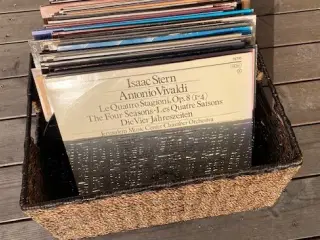 Isaac Stern
Antonio Vivaldi
Le Quattro Stagioni, Op. 8 (1-4)
The Four Seasons · Les Quatre Saisons
Die Vier Jahreszeiten
Jerusalem Music Centre Chamber Orchestra